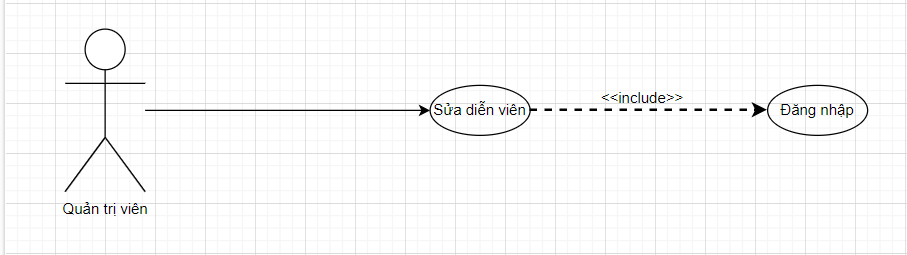 <<include>>
Sửa diễn viên
Đăng nhập
Quản trị viên